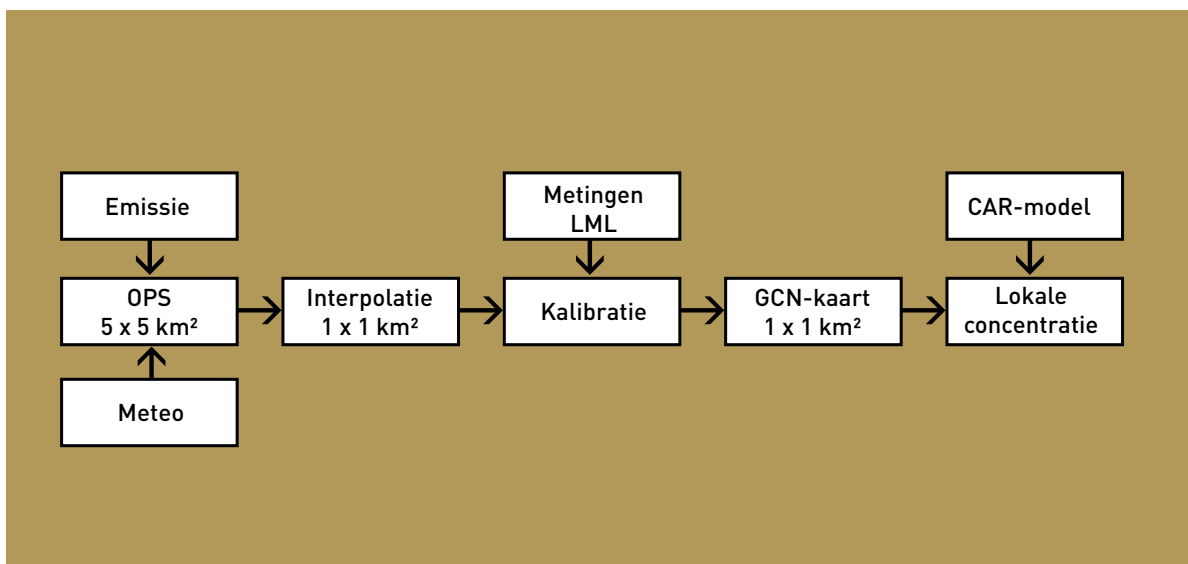 Emissie
Metingen
LML
CAR-model
OPS
5 x 5 km²
Interpolatie
1 x 1 km²
Kalibratie
GCN-kaart
1 x 1 km²
Lokale
concentratie
Meteo